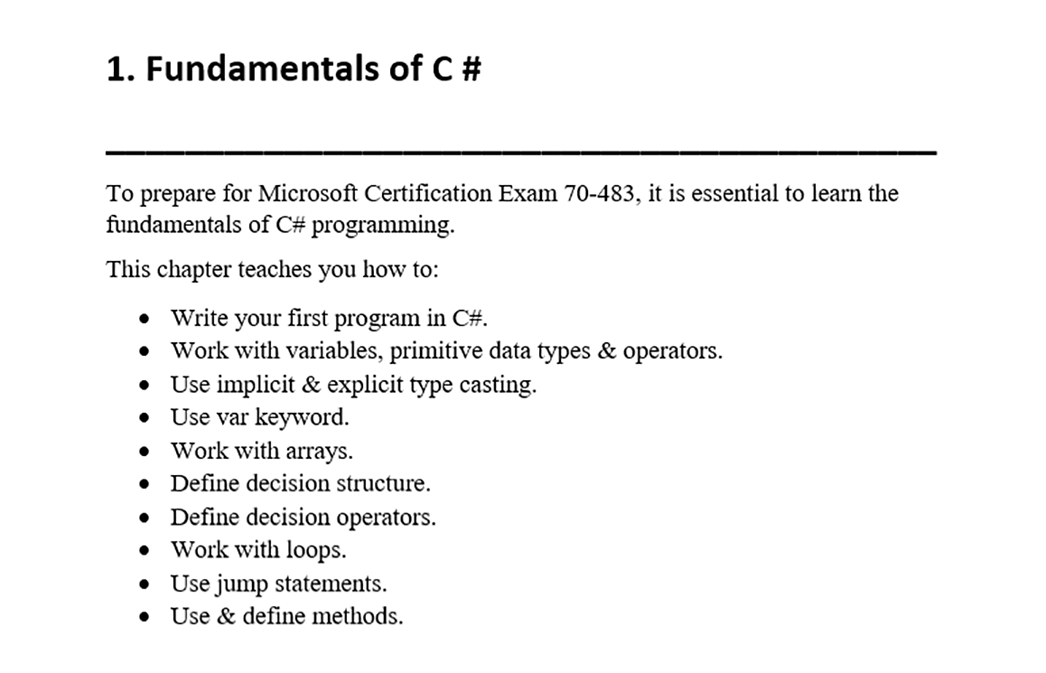 1. Fundamentals of C #
To prepare for Microsoft Certification Exam 70-483, it is essential to learn the
fundamentals of C# programming.
This chapter teaches you how to:
• Write your first program in C#.
• Work with variables, primitive data types & operators.
• Use implicit & explicit type casting.
• Use var keyword.
• Work with arrays.
• Define decision structure.
• Define decision operators.
• Work with loops.
• Use jump statements.
• Use & define methods.